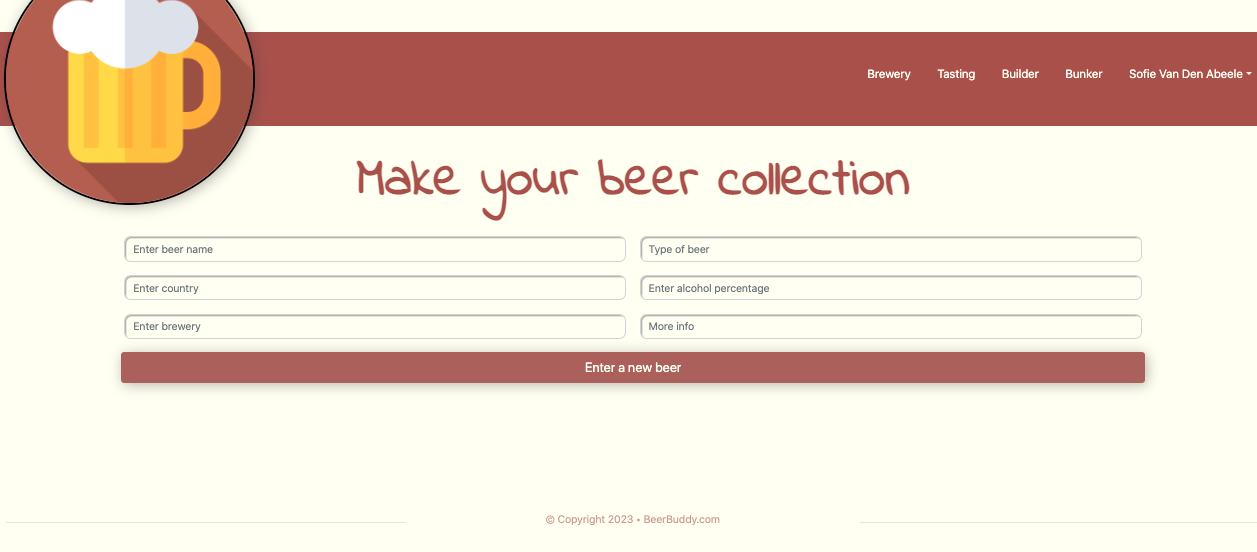 Brewery Tasting Builder Bunker Sofie Van Den Abeele
Make your beer collection
Enter beer name Type of beer
Enter country Enter alcohol percentage
Enter brewery More info
Enter a new beer
© Copyright 2023 • BeerBuddy.com